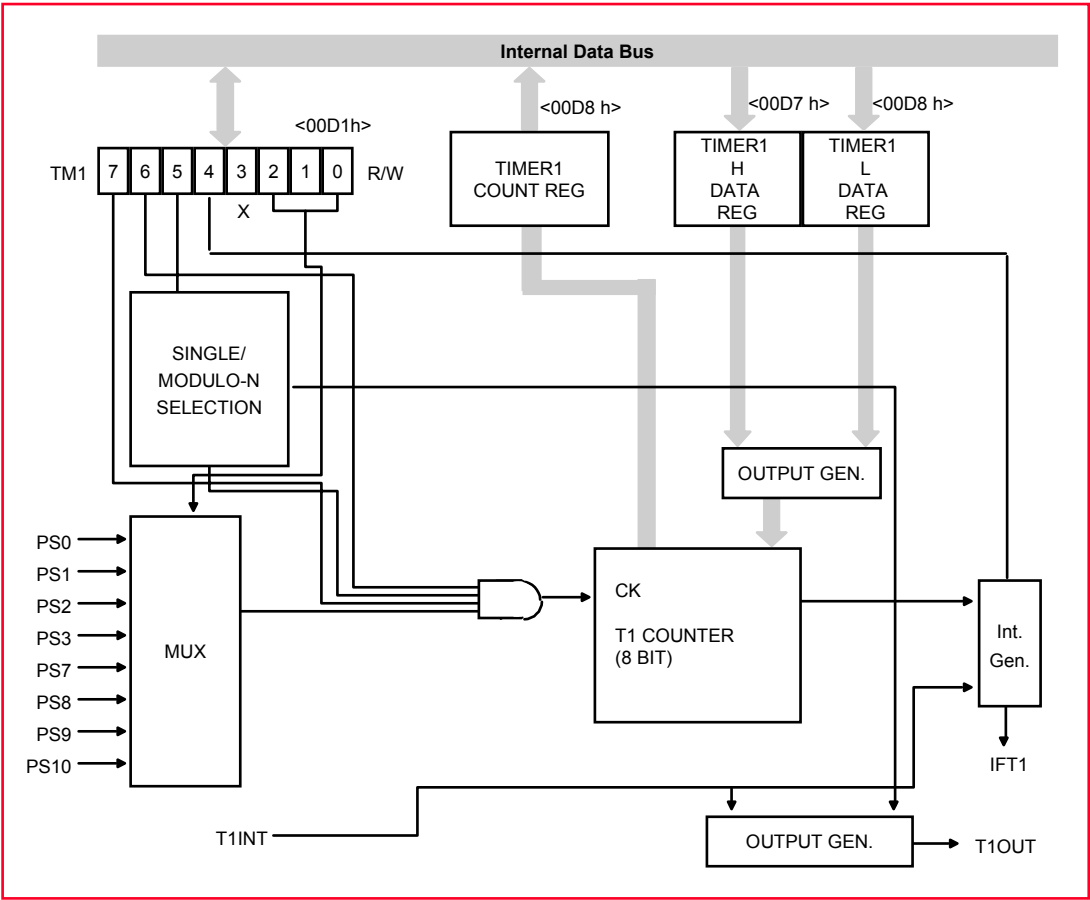 Internal Data Bus
<00D1h>
<00D8 h>
<00D7 h>
<00D8 h>
TM1 7 6 5 4 3 2 1 0 R/W
X
TIMER1
COUNT REG
TIMER1
H
DATA
REG
TIMER1
L
DATA
REG
SINGLE/
MODULO-N
SELECTION
OUTPUT GEN.
PS0
PS1
PS2
PS3
PS7
PS8
PS9
PS10
MUX
CK
T1 COUNTER
(8 BIT)
Int.
Gen.
IFT1
T1INT
OUTPUT GEN.
T1OUT